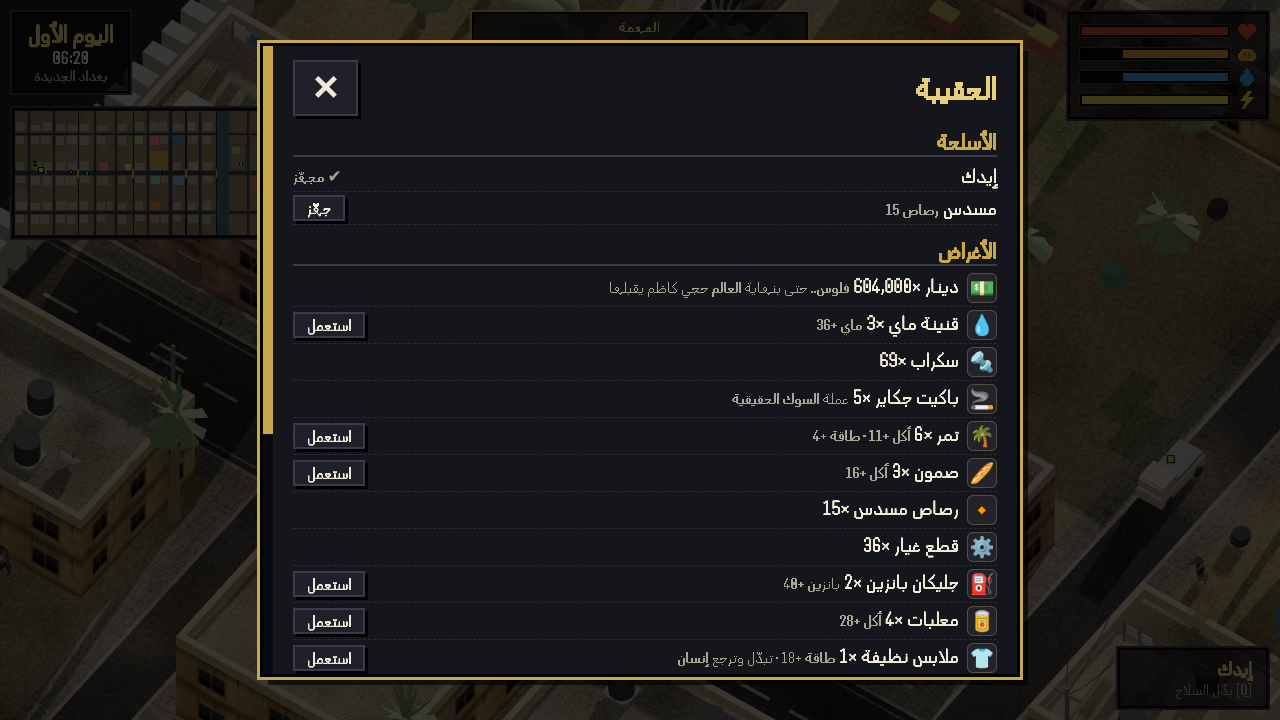 المهمة
اليوم الأول
06:20
بغداد الجديدة
الحقيبة
الأسلحة
إيدك
✔ مجهّز
مسدس رصاص 15
جهّز
الأغراض
دينار ×604,000 فلوس.. حتى بنهاية العالم حجي كاظم يقبلها
قنينة ماي ×3 ماي +36
استعمل
سكراب ×69
باكيت جكاير ×5 عملة السوك الحقيقية
تمر ×6 أكل +11 · طاقة +4
استعمل
صمون ×3 أكل +16
استعمل
رصاص مسدس ×15
قطع غيار ×36
جليكان بانزين ×2 بانزين +40
استعمل
معلبات ×4 أكل +28
استعمل
ملابس نظيفة ×1 طاقة +18 · تبدّل وترجع إنسان
استعمل
إيدك
[Q] بدّل السلاح